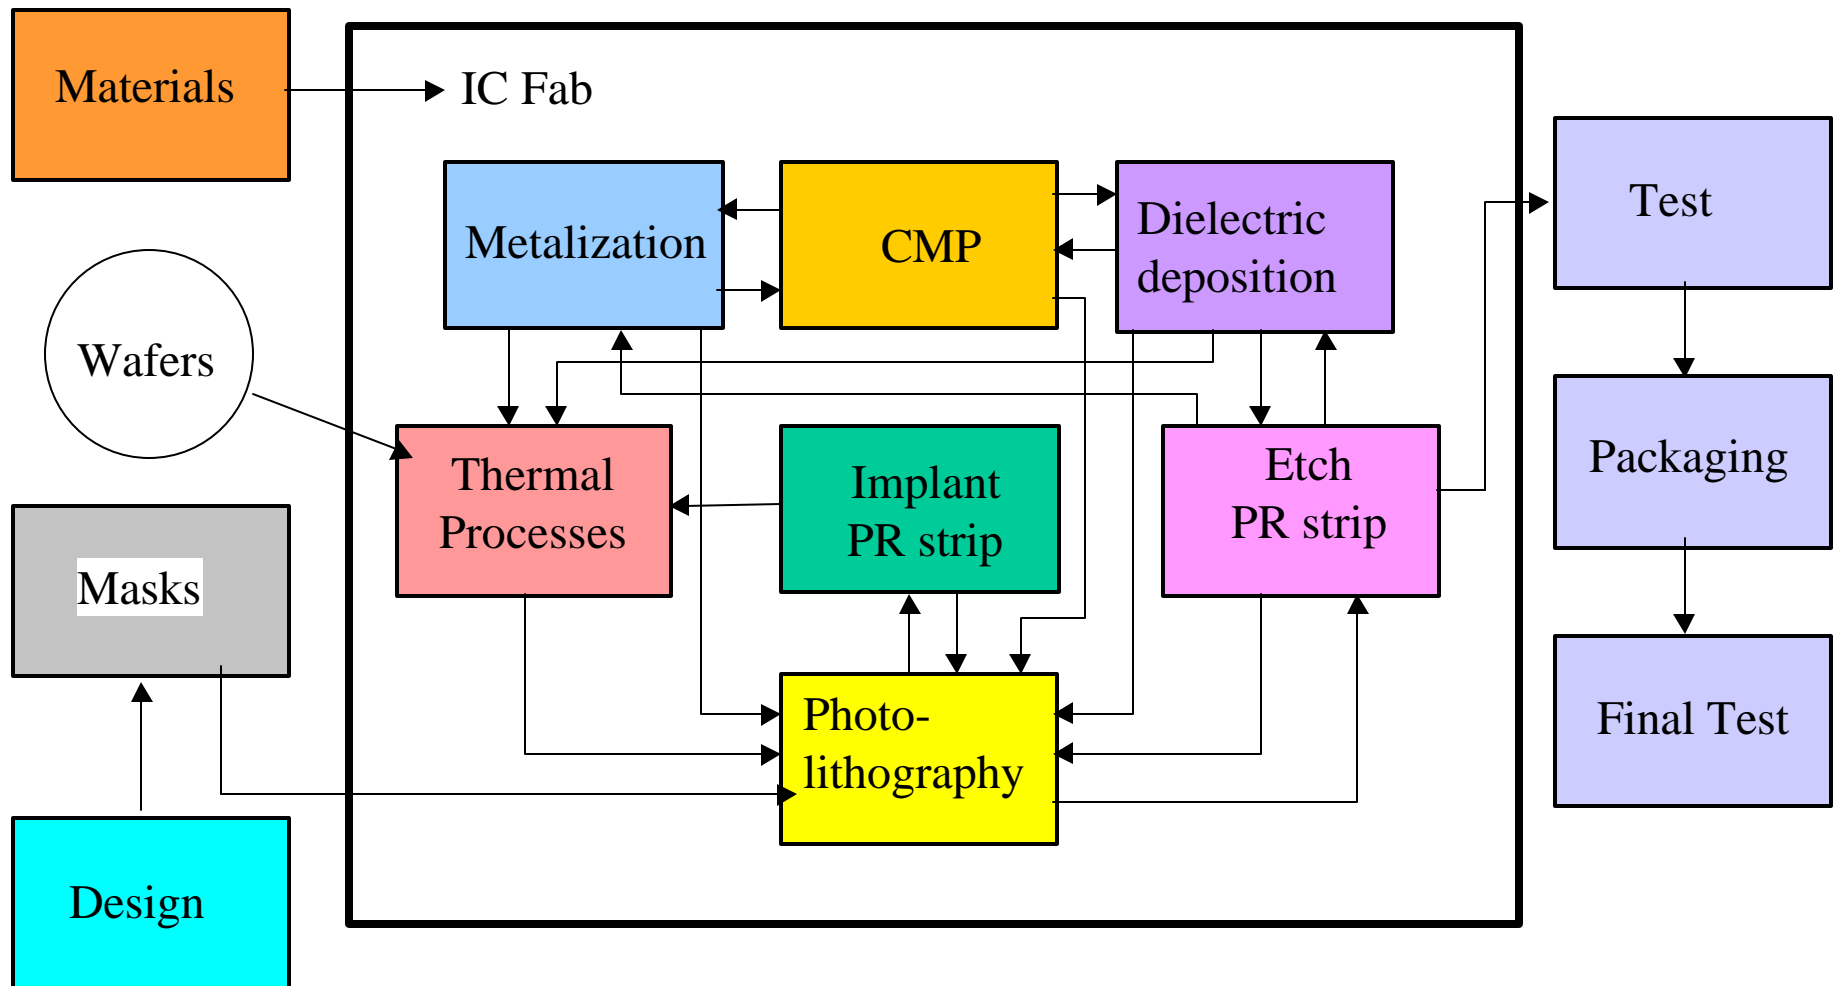 Materials
IC Fab
Metalization
CMP
Dielectric
deposition
Test
Wafers
Thermal
Processes
Implant
PR strip
Etch
PR strip
Packaging
Masks
Photo-
lithography
Final Test
Design